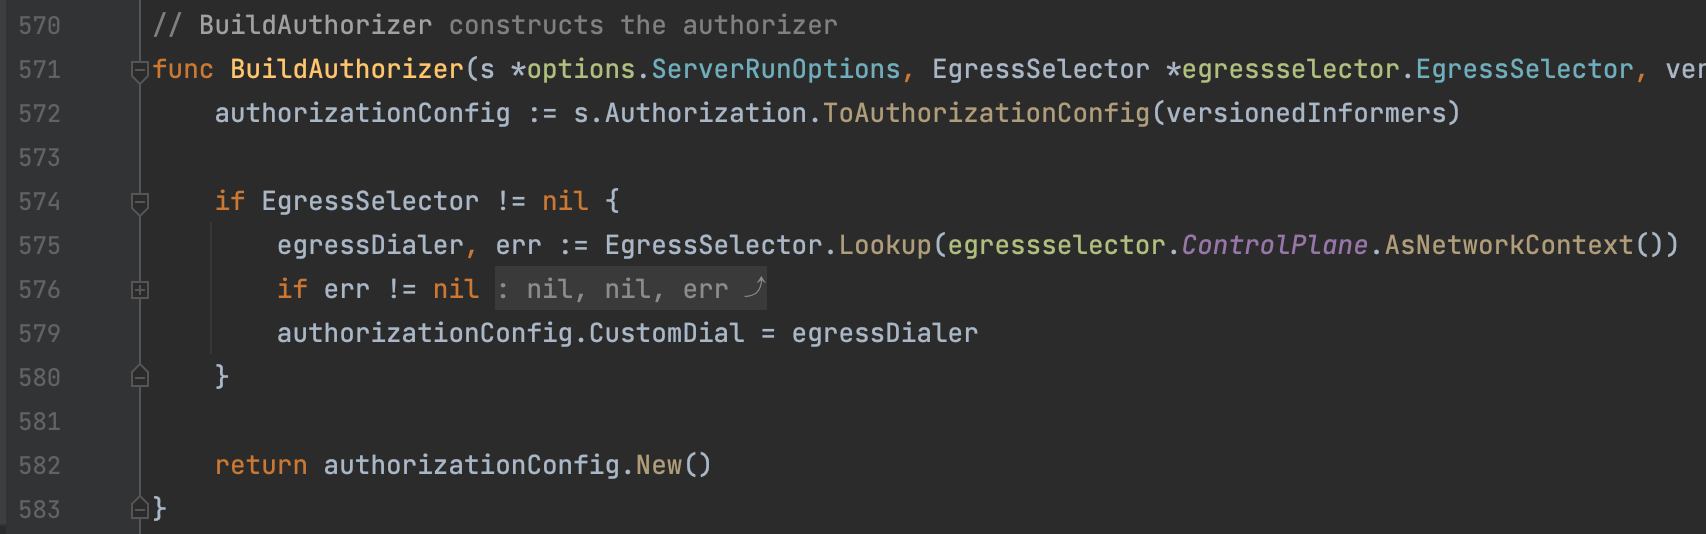 570 // BuildAuthorizer constructs the authorizer
571 func BuildAuthorizer(s *options.ServerRunOptions, EgressSelector *egressselector.EgressSelector, ver
572 authorizationConfig := s.Authorization.ToAuthorizationConfig(versionedInformers)
573
574 if EgressSelector != nil {
575 egressDialer, err := EgressSelector.Lookup(egressselector.ControlPlane.AsNetworkContext())
576 if err != nil : nil, nil, err ⤴
579 authorizationConfig.CustomDial = egressDialer
580 }
581
582 return authorizationConfig.New()
583 }